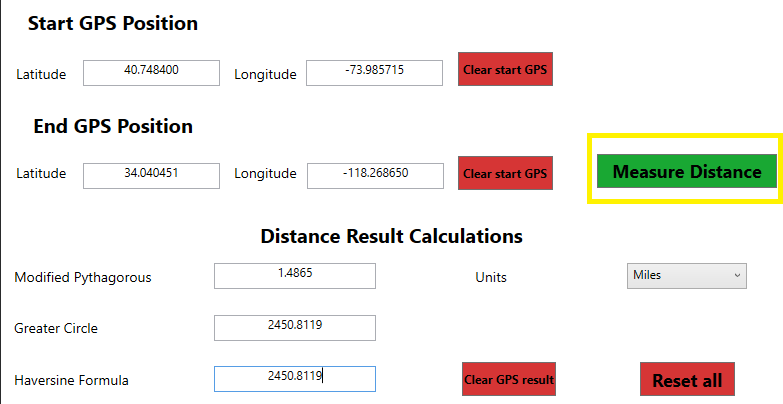 Start GPS Position
Latitude 40.748400 Longitude -73.985715 Clear start GPS
End GPS Position
Latitude 34.040451 Longitude -118.268650 Clear start GPS Measure Distance
Distance Result Calculations
Modified Pythagorous 1.4865 Units Miles
Greater Circle 2450.8119
Haversine Formula 2450.8119 Clear GPS result Reset all